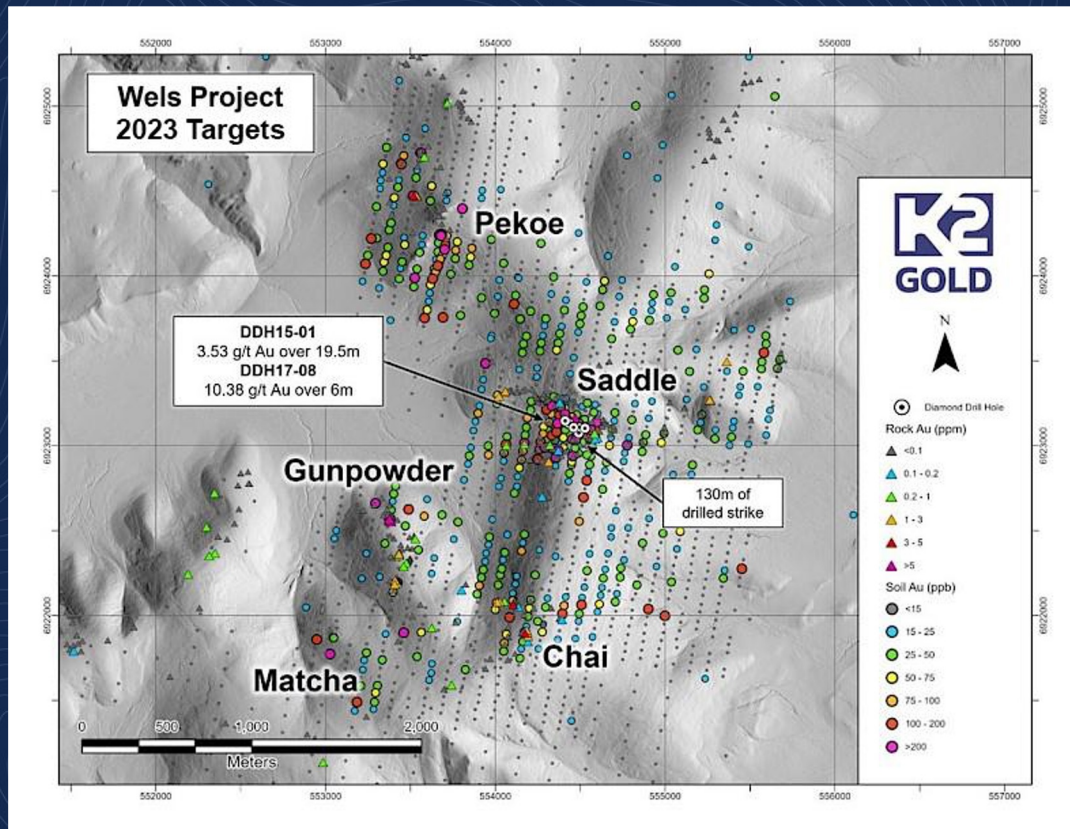 552000
553000
554000
555000
556000
557000
Wels Project
2023 Targets
6925000
6925000
Pekoe
K2
GOLD
6924000
6924000
N
DDH15-01
3.53 g/t Au over 19.5m
DDH17-08
10.38 g/t Au over 6m
Saddle
Diamond Drill Hole
Rock Au (ppm)
<0.1
0.1 - 0.2
0.2 - 1
1 - 3
3 - 5
>5
6923000
6923000
Gunpowder
130m of
drilled strike
Soil Au (ppb)
<15
15 - 25
25 - 50
50 - 75
75 - 100
100 - 200
>200
6922000
6922000
Chai
Matcha
0 500 1,000 2,000
Meters
552000
553000
554000
555000
556000
557000